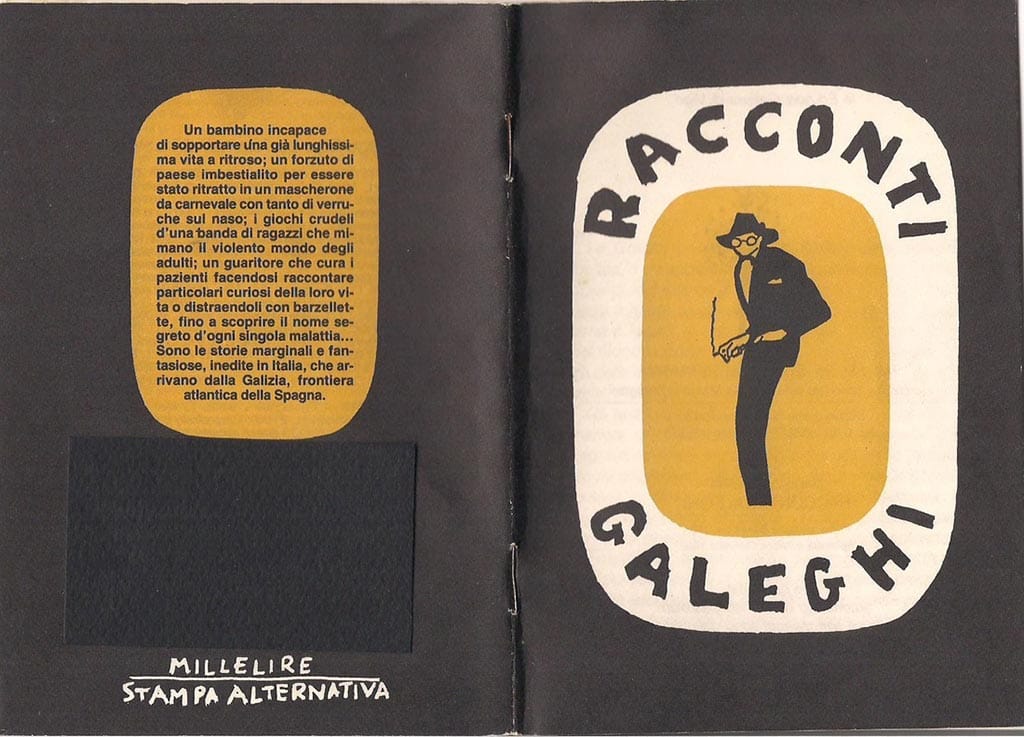 Un bambino incapace
di sopportare una già lunghissi-
ma vita a ritroso; un forzuto di
paese imbestialito per essere
stato ritratto in un mascherone
da carnevale con tanto di verru-
che sul naso; i giochi crudeli
d'una banda di ragazzi che mi-
mano il violento mondo degli
adulti; un guaritore che cura i
pazienti facendosi raccontare
particolari curiosi della loro vi-
ta o distraendoli con barzellet-
te, fino a scoprire il nome se-
greto d'ogni singola malattia...
Sono le storie marginali e fan-
tasiose, inedite in Italia, che ar-
rivano dalla Galizia, frontiera
atlantica della Spagna.
MILLELIRE
STAMPA ALTERNATIVA
RACCONTI
GALEGHI